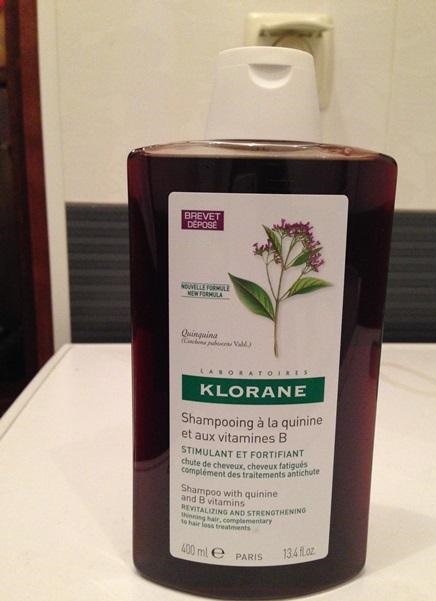 BREVET
DÉPOSÉ
NOUVELLE FORMULE
NEW FORMULA
Quinquina
(Cinchona pubescens Vahl.)
LABORATOIRES
KLORANE
Shampooing à la quinine
et aux vitamines B
STIMULANT ET FORTIFIANT
chute de cheveux, cheveux fatigués
complément des traitements antichute
Shampoo with quinine
and B vitamins
REVITALIZING AND STRENGTHENING
thinning hair, complementary
to hair loss treatments
400 ml ℮ PARIS 13.4 fl.oz.